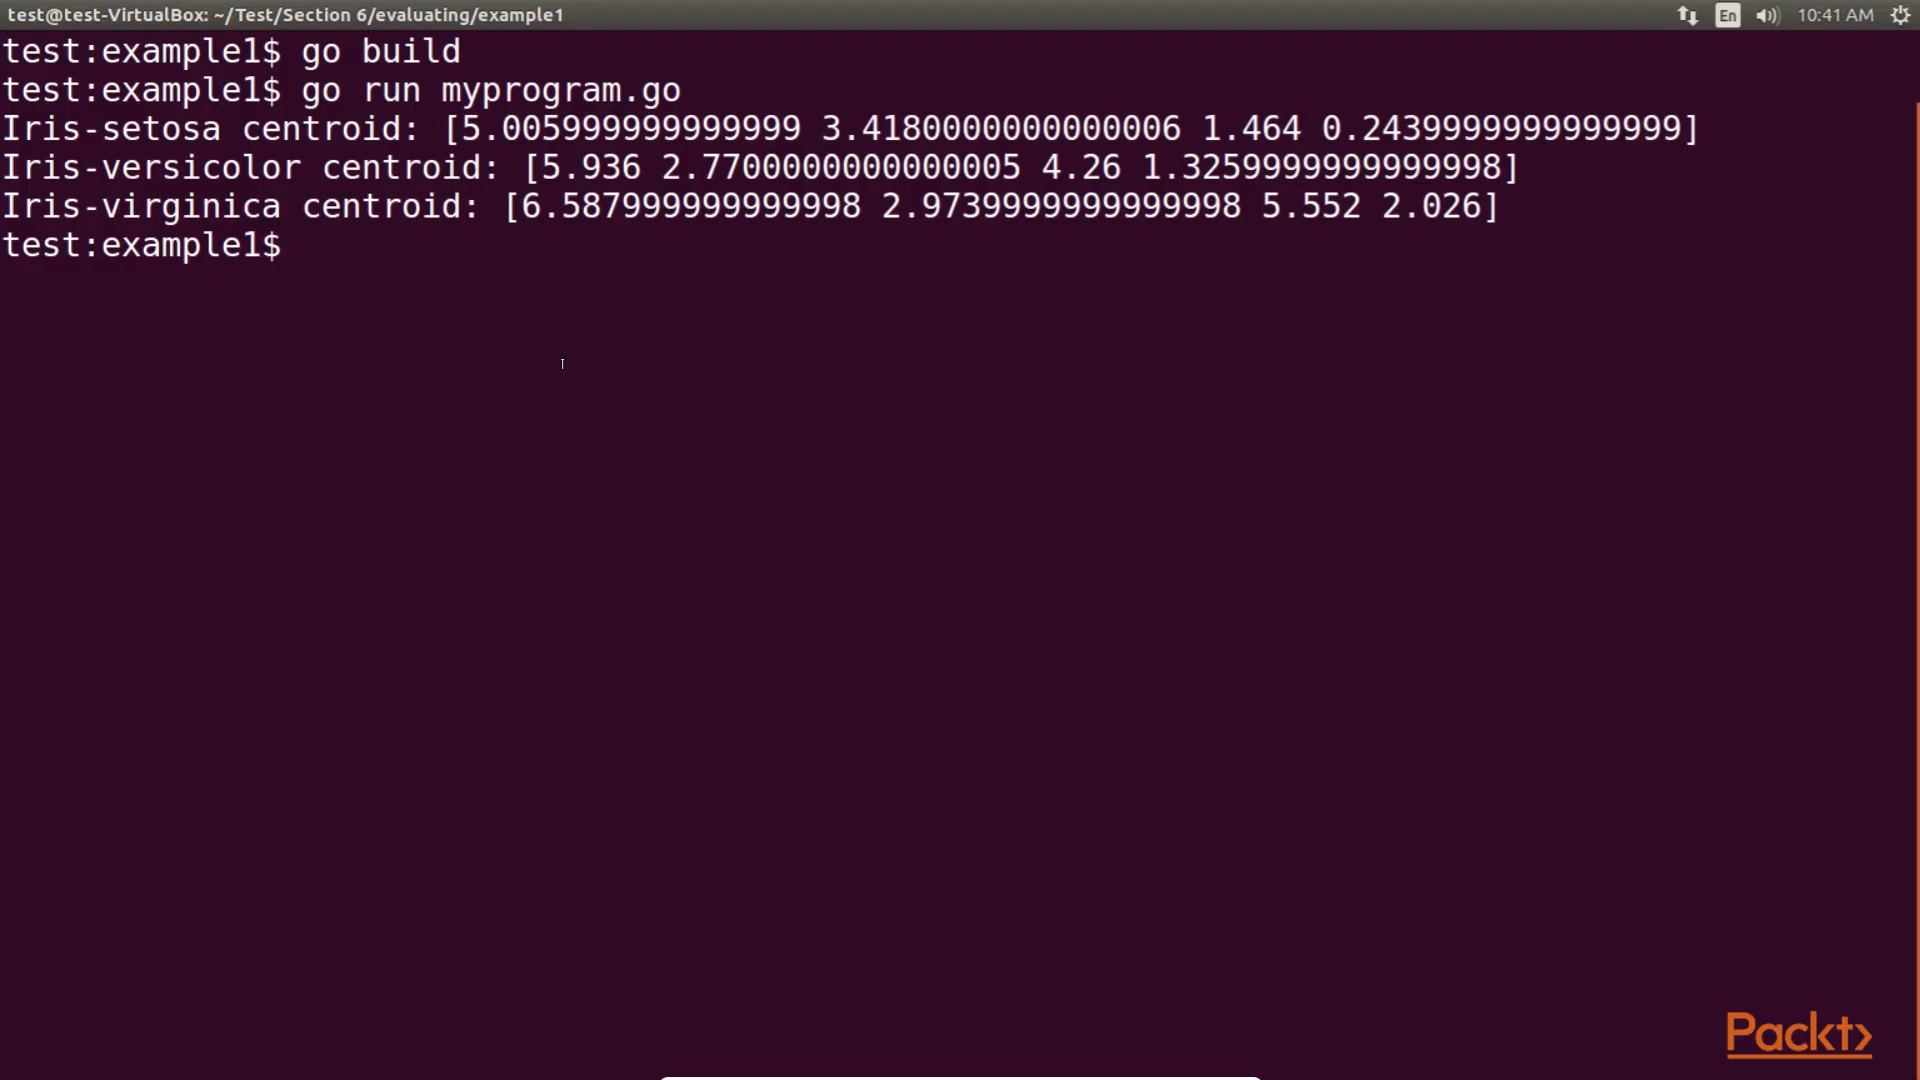 test@test-VirtualBox: ~/Test/Section 6/evaluating/example1 En 10:41 AM
test:example1$ go build
test:example1$ go run myprogram.go
Iris-setosa centroid: [5.005999999999999 3.4180000000000006 1.464 0.2439999999999999]
Iris-versicolor centroid: [5.936 2.7700000000000005 4.26 1.3259999999999998]
Iris-virginica centroid: [6.587999999999998 2.9739999999999998 5.552 2.026]
test:example1$
Packt>